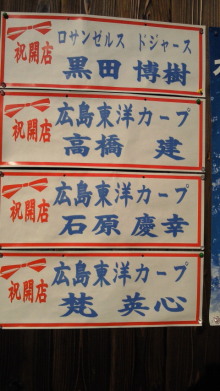 祝開店
ロサンゼルス ドジャース
黒田 博樹
祝開店
広島東洋カープ
高橋 建
祝開店
広島東洋カープ
石原 慶幸
祝開店
広島東洋カープ
梵 英心